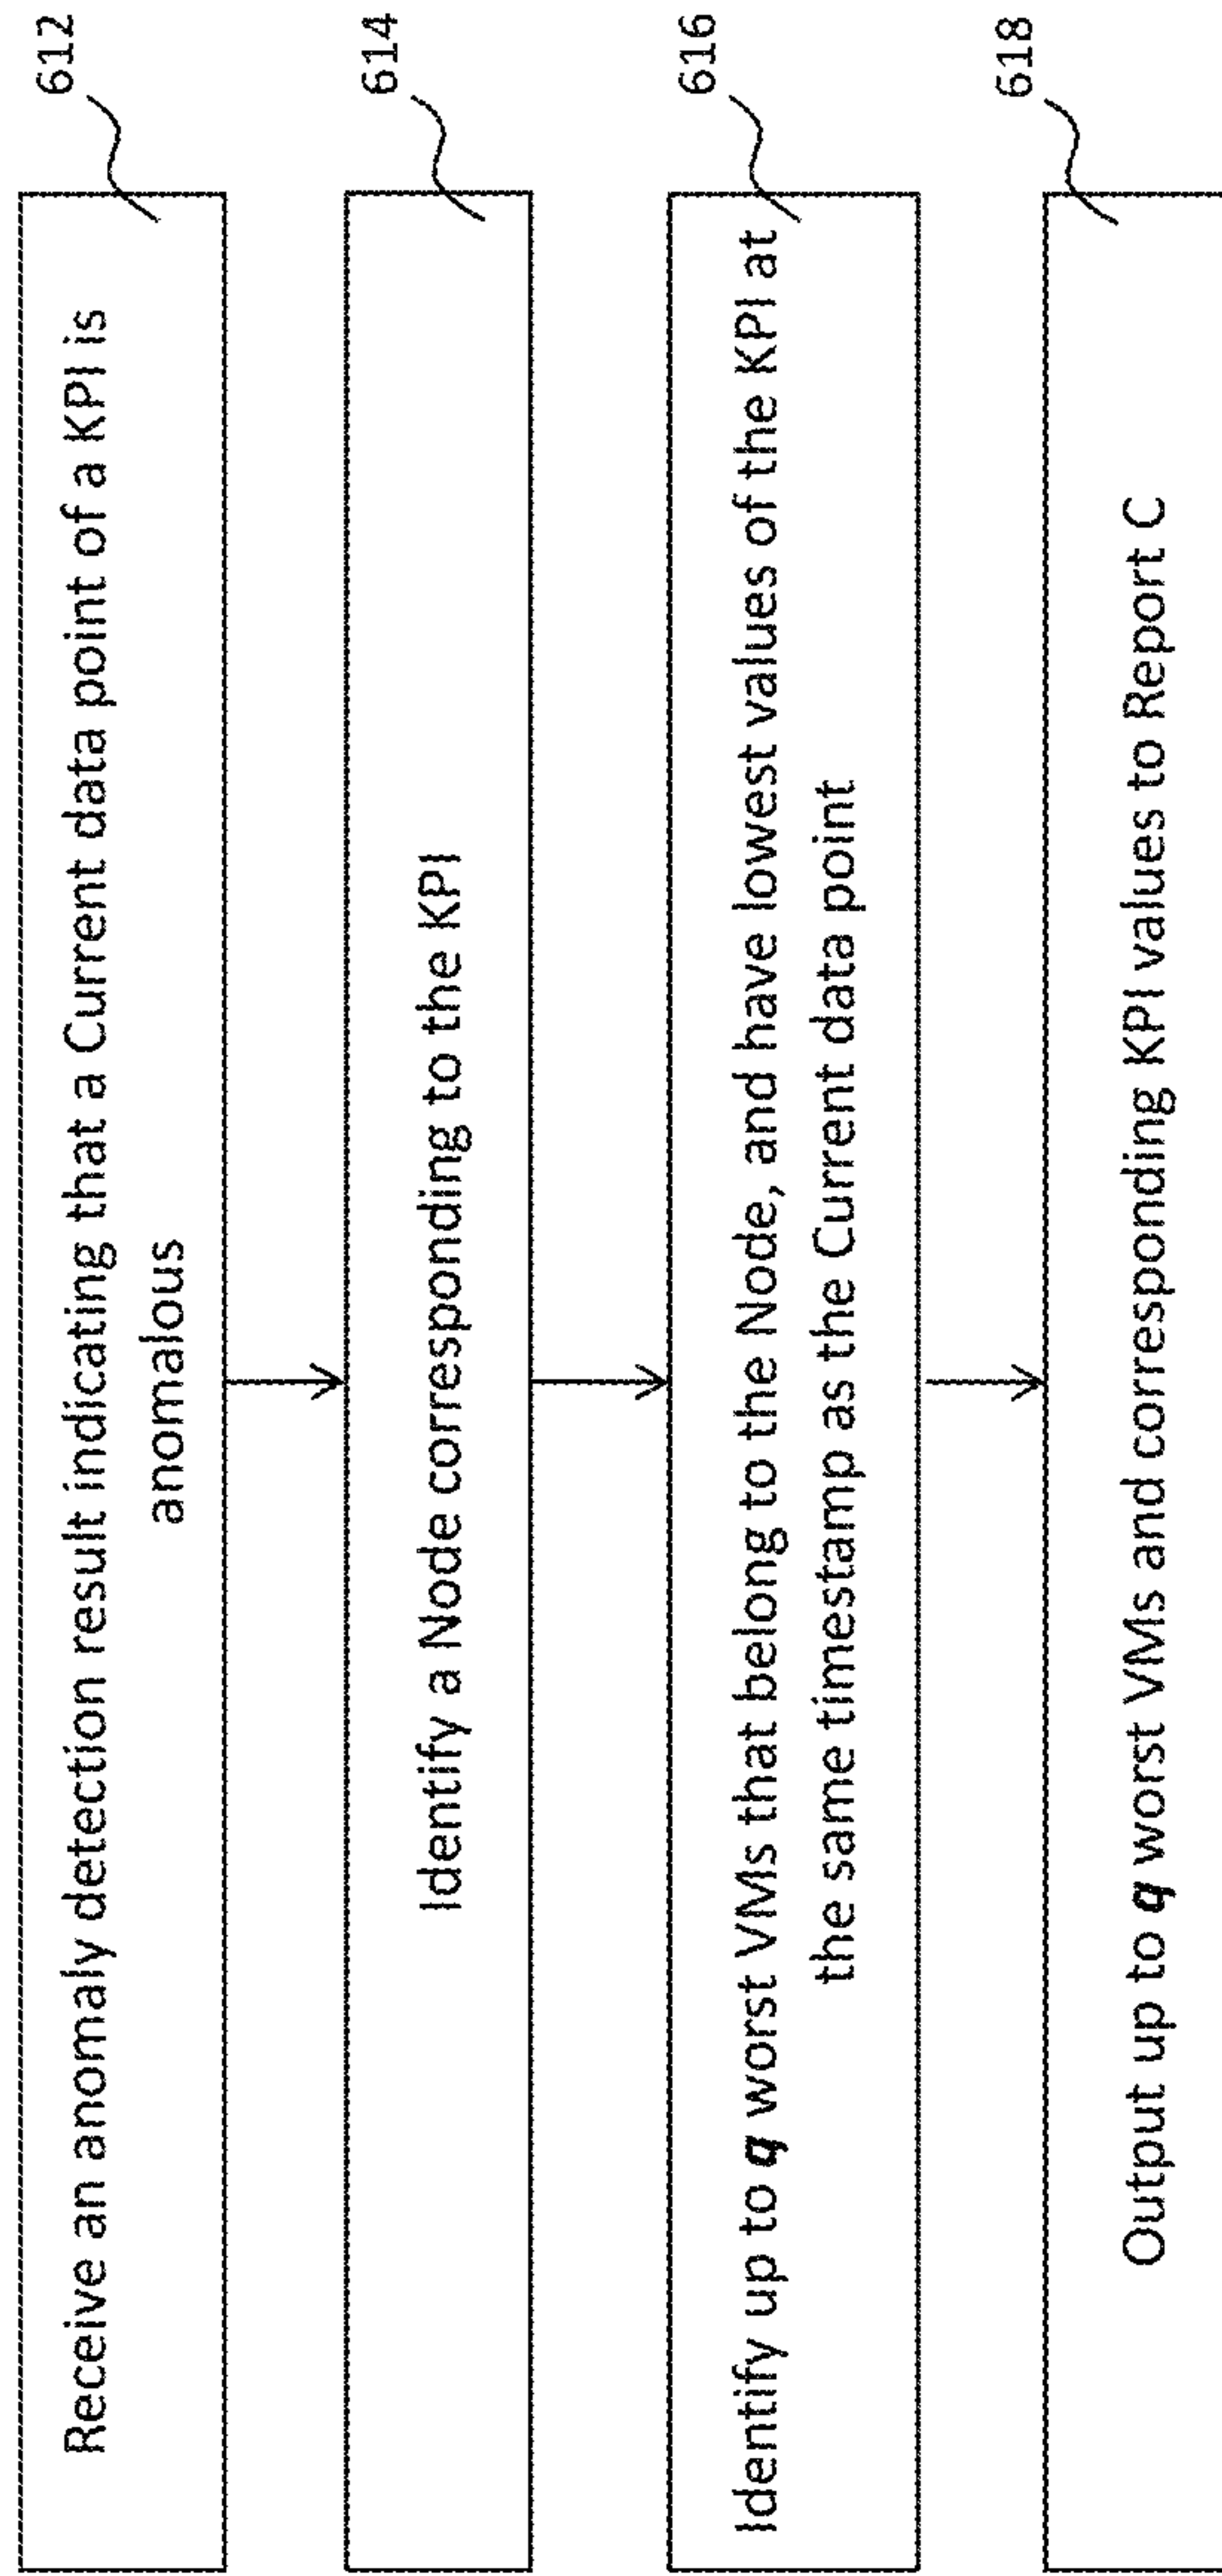 612
Receive an anomaly detection result indicating that a Current data point of a KPI is
anomalous
614
Identify a Node corresponding to the KPI
616
Identify up to q worst VMs that belong to the Node, and have lowest values of the KPI at
the same timestamp as the Current data point
618
Output up to q worst VMs and corresponding KPI values to Report C